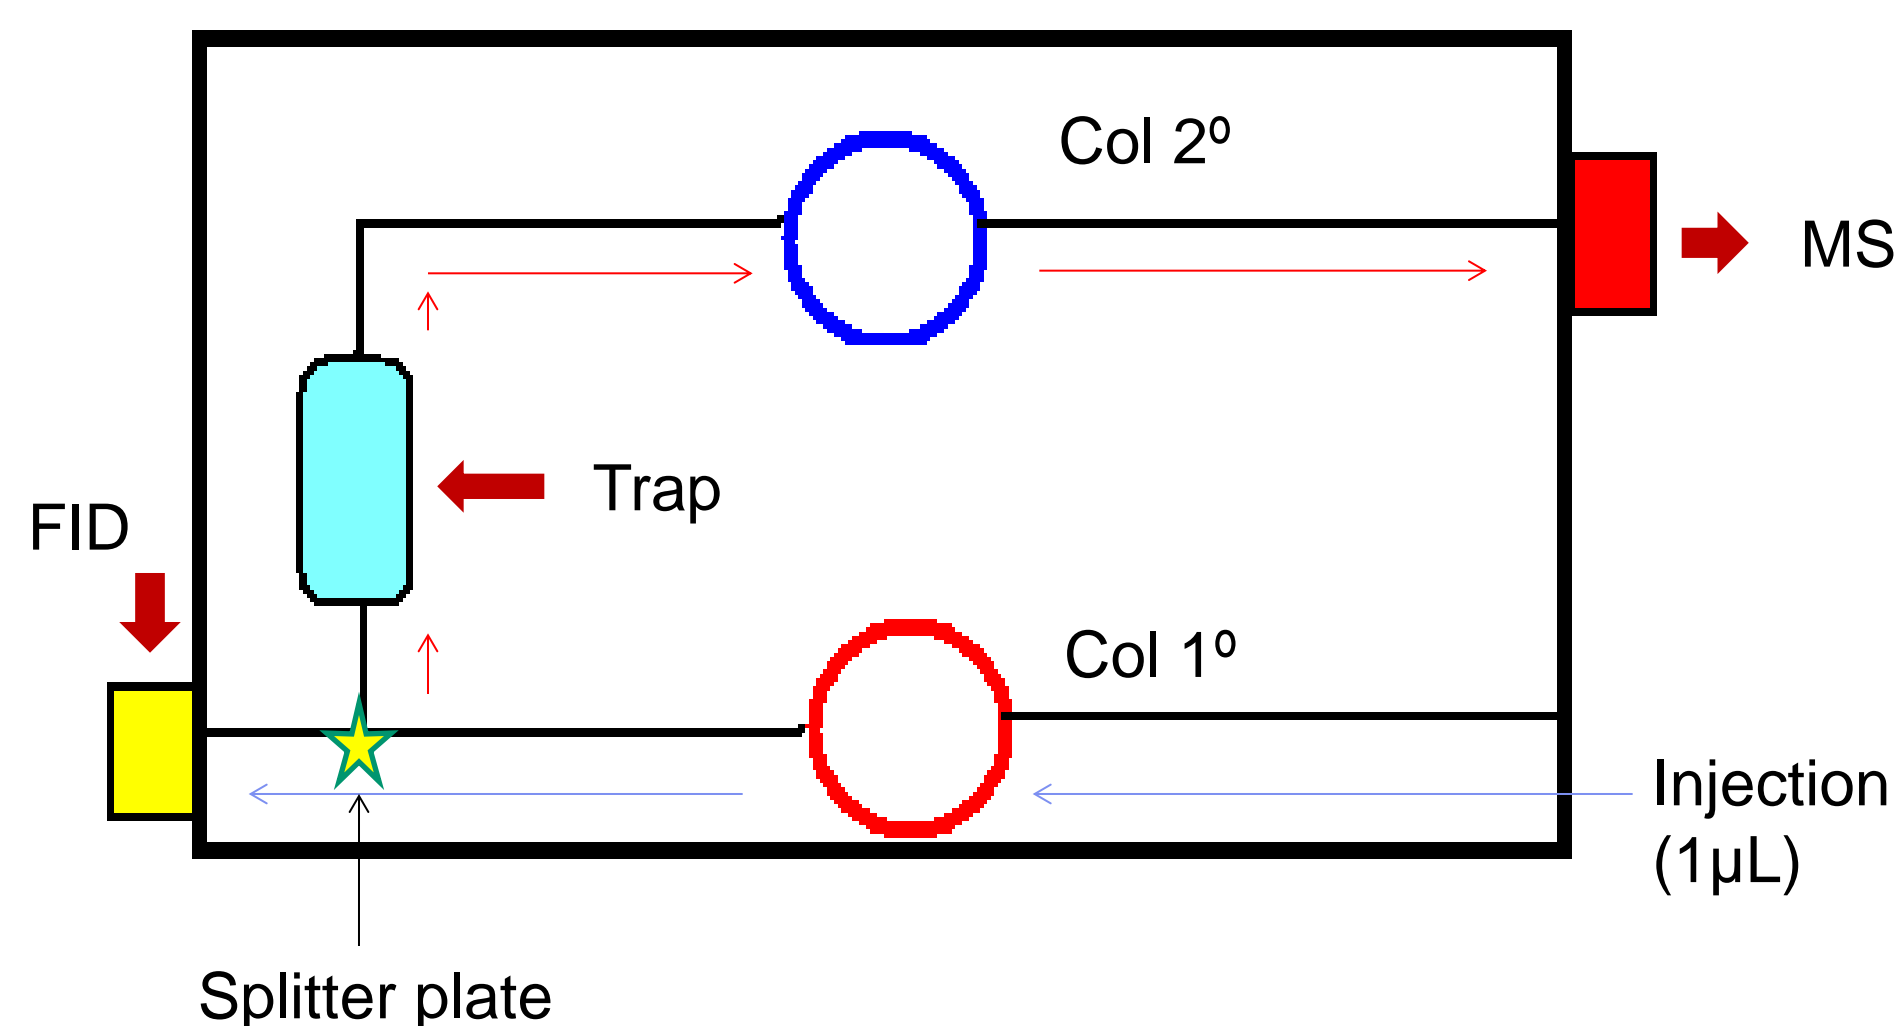 Col 2º
MS
Trap
FID
Col 1º
Injection
(1µL)
Splitter plate